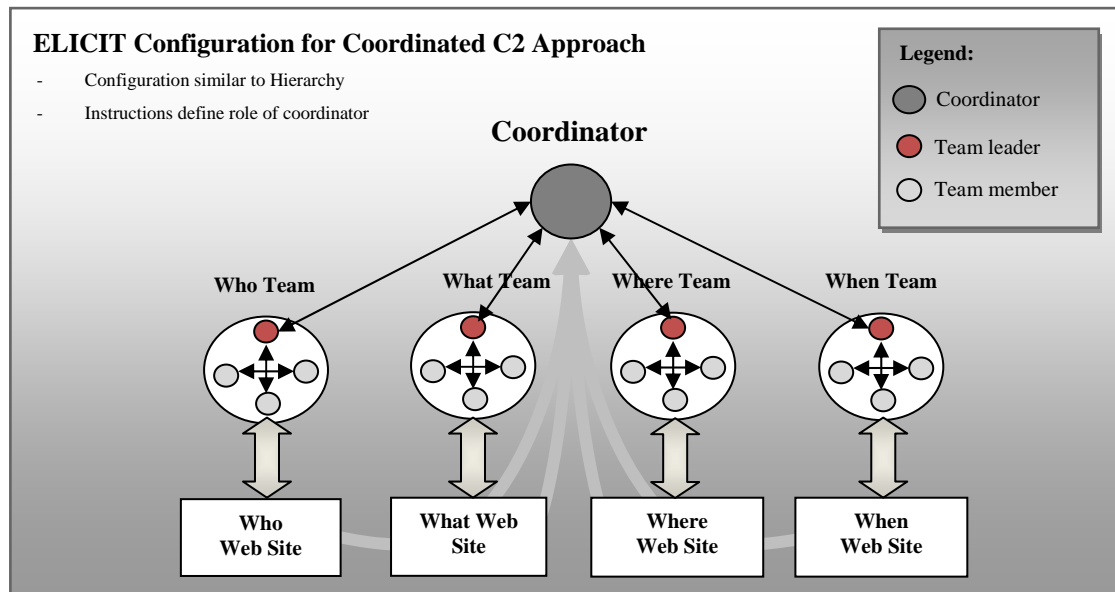 ELICIT Configuration for Coordinated C2 Approach
- Configuration similar to Hierarchy
- Instructions define role of coordinator
Legend:
Coordinator
Team leader
Team member
Coordinator
Who Team
What Team
Where Team
When Team
Who
Web Site
What Web
Site
Where
Web Site
When
Web Site